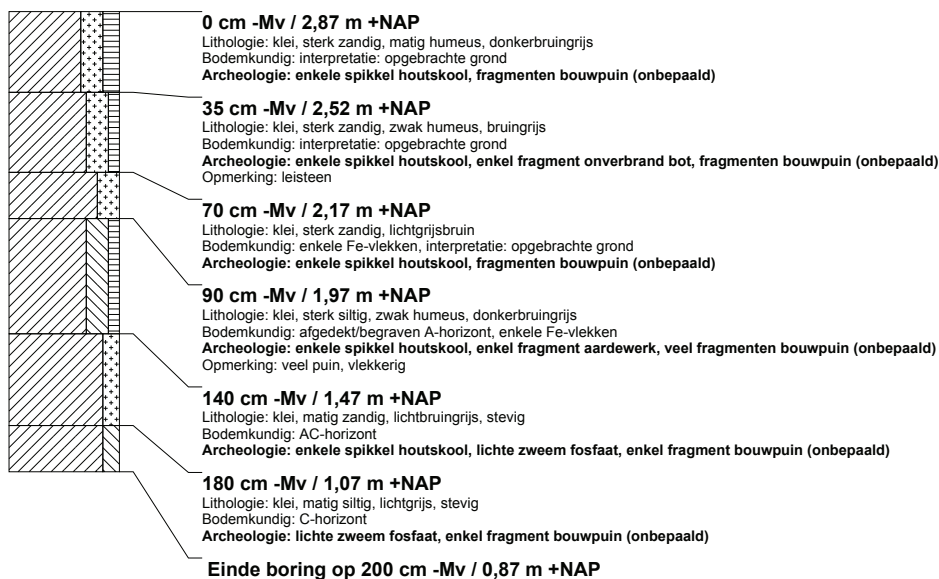 0 cm -Mv / 2,87 m +NAP
Lithologie: klei, sterk zandig, matig humeus, donkerbruingrijs
Bodemkundig: interpretatie: opgebrachte grond
Archeologie: enkele spikkel houtskool, fragmenten bouwpuin (onbepaald)
35 cm -Mv / 2,52 m +NAP
Lithologie: klei, sterk zandig, zwak humeus, bruingrijs
Bodemkundig: interpretatie: opgebrachte grond
Archeologie: enkele spikkel houtskool, enkel fragment onverbrand bot, fragmenten bouwpuin (onbepaald)
Opmerking: leisteen
70 cm -Mv / 2,17 m +NAP
Lithologie: klei, sterk zandig, lichtgrijsbruin
Bodemkundig: enkele Fe-vlekken, interpretatie: opgebrachte grond
Archeologie: enkele spikkel houtskool, fragmenten bouwpuin (onbepaald)
90 cm -Mv / 1,97 m +NAP
Lithologie: klei, sterk siltig, zwak humeus, donkerbruingrijs
Bodemkundig: afgedekt/begraven A-horizont, enkele Fe-vlekken
Archeologie: enkele spikkel houtskool, enkel fragment aardewerk, veel fragmenten bouwpuin (onbepaald)
Opmerking: veel puin, vlekkerig
140 cm -Mv / 1,47 m +NAP
Lithologie: klei, matig zandig, lichtbruingrijs, stevig
Bodemkundig: AC-horizont
Archeologie: enkele spikkel houtskool, lichte zweem fosfaat, enkel fragment bouwpuin (onbepaald)
180 cm -Mv / 1,07 m +NAP
Lithologie: klei, matig siltig, lichtgrijs, stevig
Bodemkundig: C-horizont
Archeologie: lichte zweem fosfaat, enkel fragment bouwpuin (onbepaald)
Einde boring op 200 cm -Mv / 0,87 m +NAP